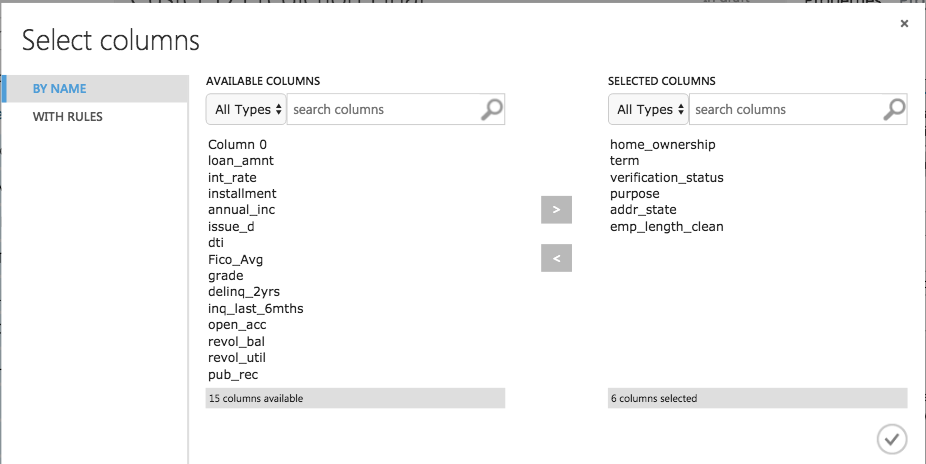 Select columns
×
BY NAME
WITH RULES
AVAILABLE COLUMNS
All Types
search columns
Column 0
loan_amnt
int_rate
installment
annual_inc
issue_d
dti
Fico_Avg
grade
delinq_2yrs
inq_last_6mths
open_acc
revol_bal
revol_util
pub_rec
15 columns available
>
<
SELECTED COLUMNS
All Types
search columns
home_ownership
term
verification_status
purpose
addr_state
emp_length_clean
6 columns selected